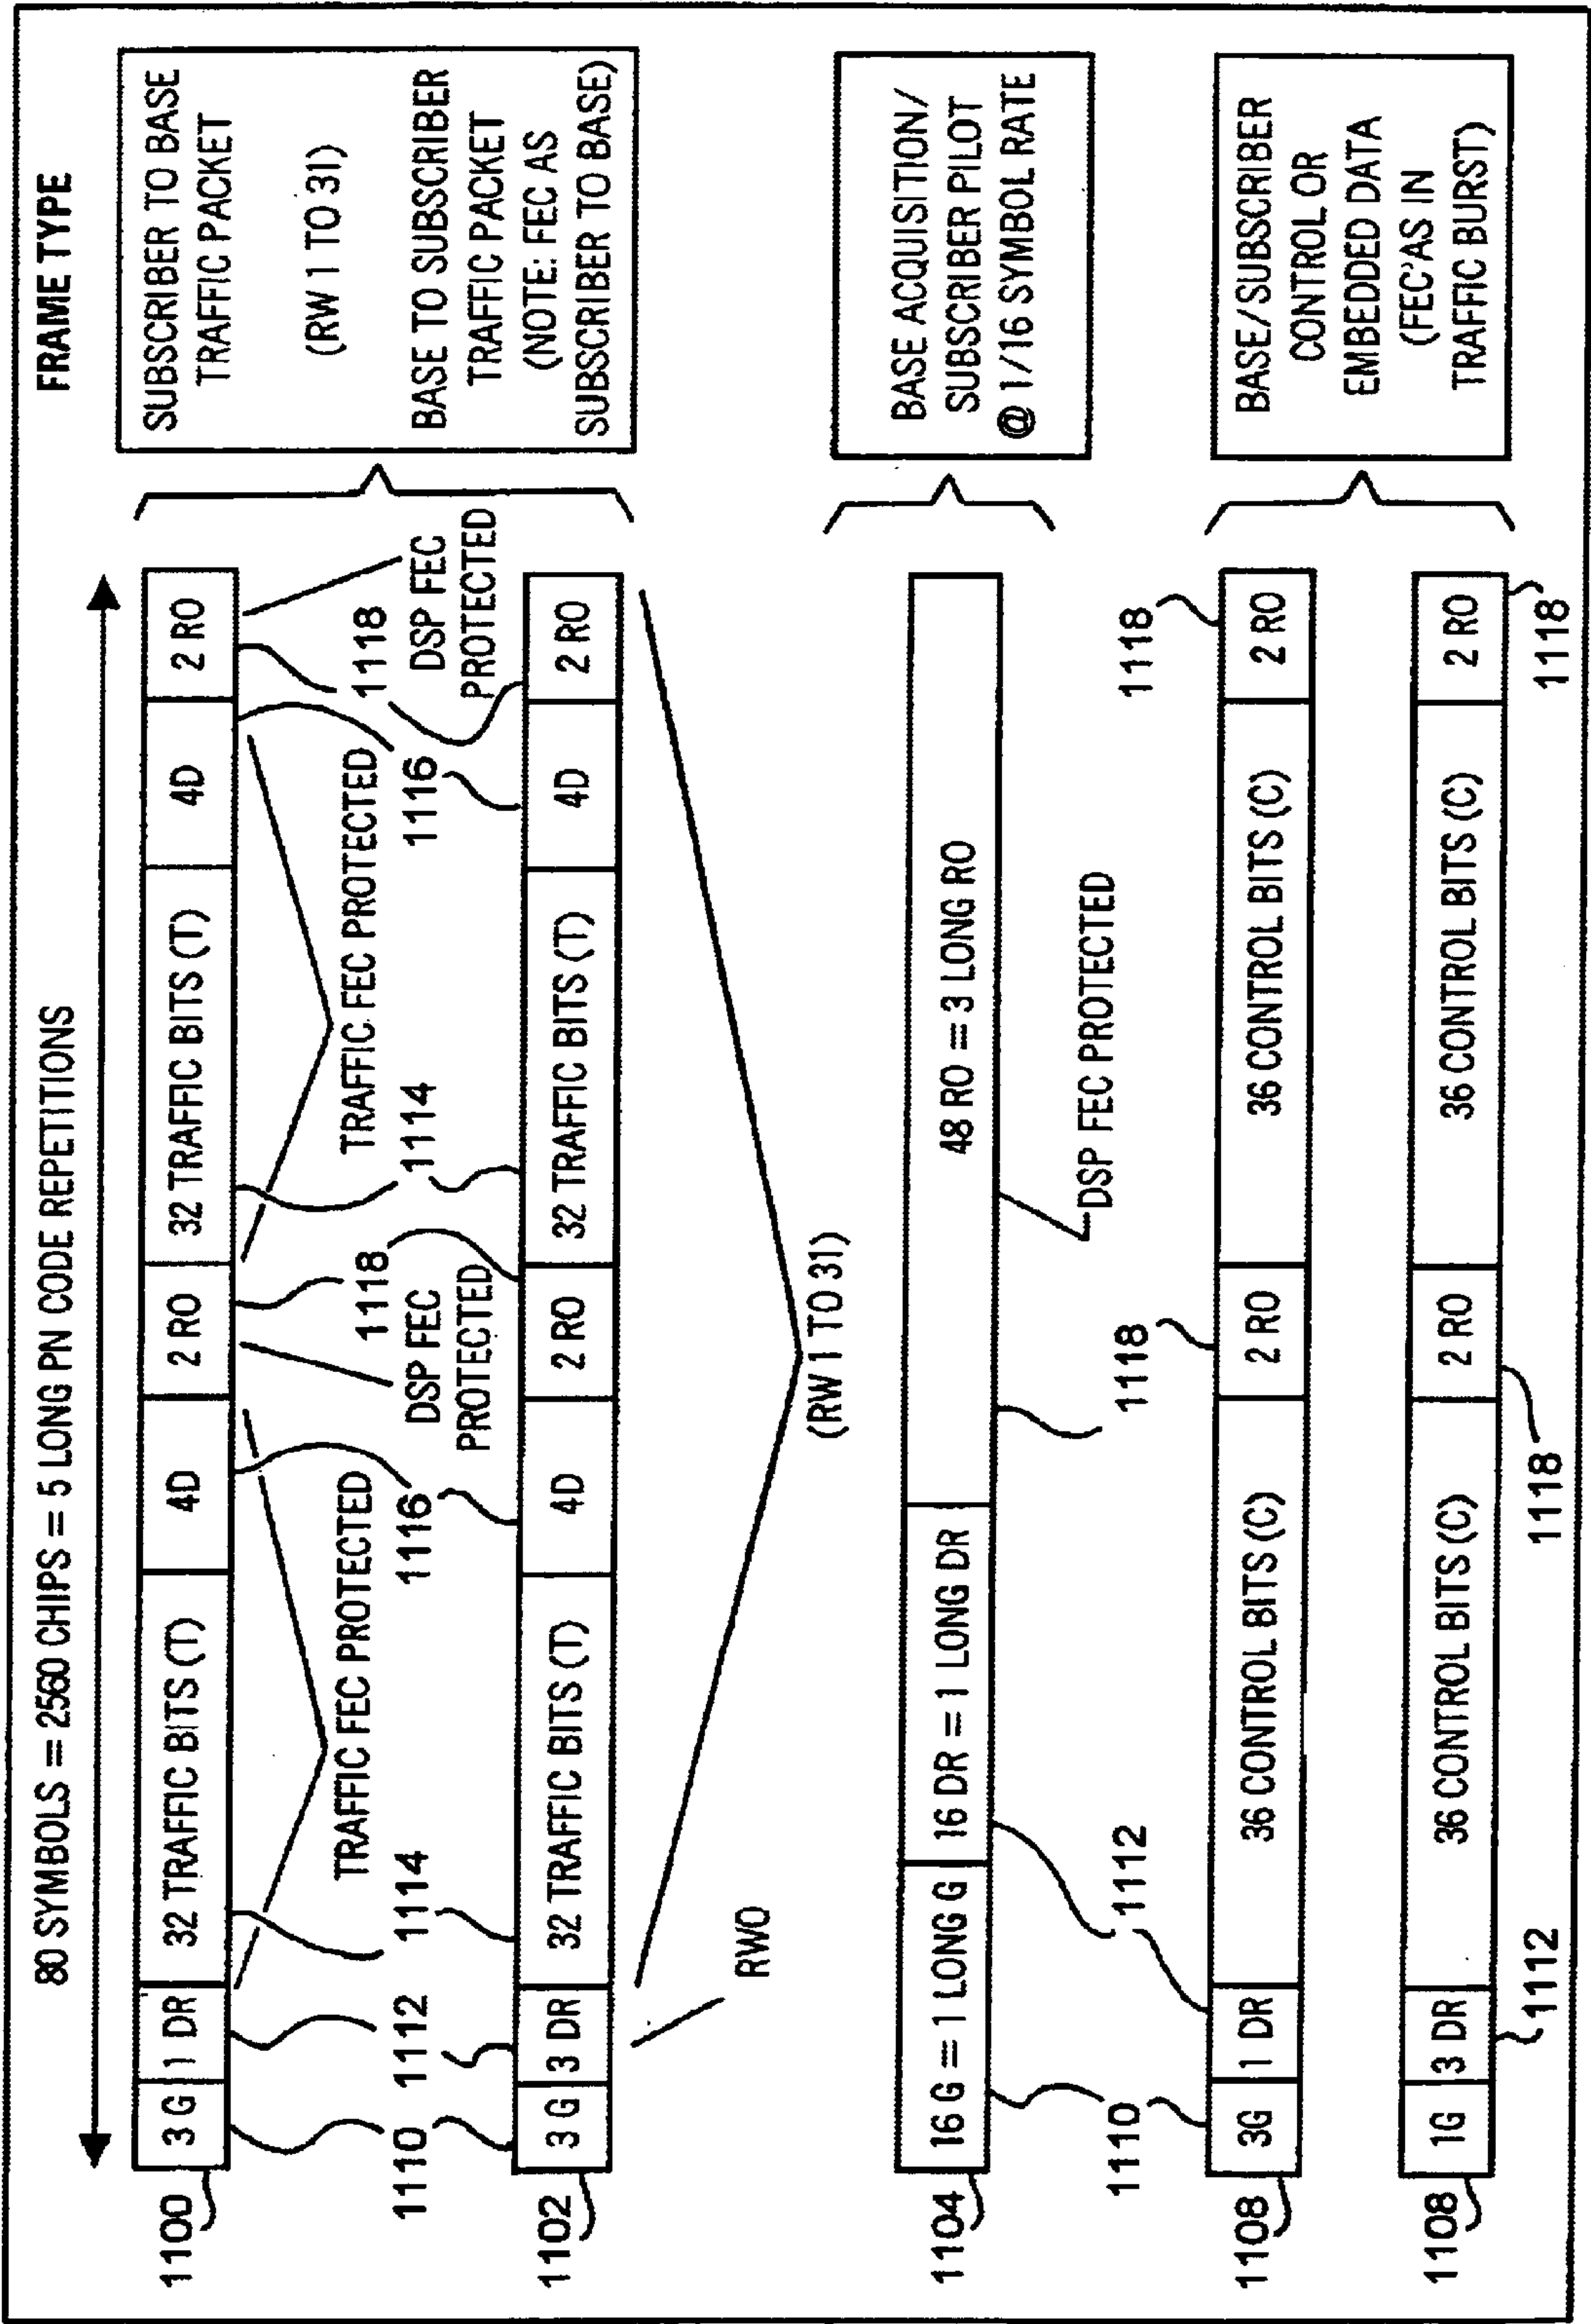 FRAME TYPE
80 SYMBOLS = 2560 CHIPS = 5 LONG PN CODE REPETITIONS
1100
3 G
1 DR
32 TRAFFIC BITS (T)
4D
2 RO
32 TRAFFIC BITS (T)
4D
2 RO
SUBSCRIBER TO BASE
TRAFFIC PACKET
(RW 1 TO 31)
BASE TO SUBSCRIBER
TRAFFIC PACKET
(NOTE: FEC AS
SUBSCRIBER TO BASE)
1110
1112
1114
TRAFFIC FEC PROTECTED
1116
DSP FEC
PROTECTED
1118
1114
TRAFFIC FEC PROTECTED
1116
1118
DSP FEC
PROTECTED
1102
3 G
3 DR
32 TRAFFIC BITS (T)
4D
2 RO
32 TRAFFIC BITS (T)
4D
2 RO
RWO
(RW 1 TO 31)
1104
16 G = 1 LONG G
16 DR = 1 LONG DR
48 RO = 3 LONG RO
BASE ACQUISITION/
SUBSCRIBER PILOT
@ 1/16 SYMBOL RATE
1110
1112
1118
DSP FEC PROTECTED
1118
1108
3G
1 DR
36 CONTROL BITS (C)
2 RO
36 CONTROL BITS (C)
2 RO
BASE/SUBSCRIBER
CONTROL OR
EMBEDDED DATA
(FEC'AS IN
TRAFFIC BURST)
1108
1G
3 DR
36 CONTROL BITS (C)
2 RO
36 CONTROL BITS (C)
2 RO
1112
1118
1118